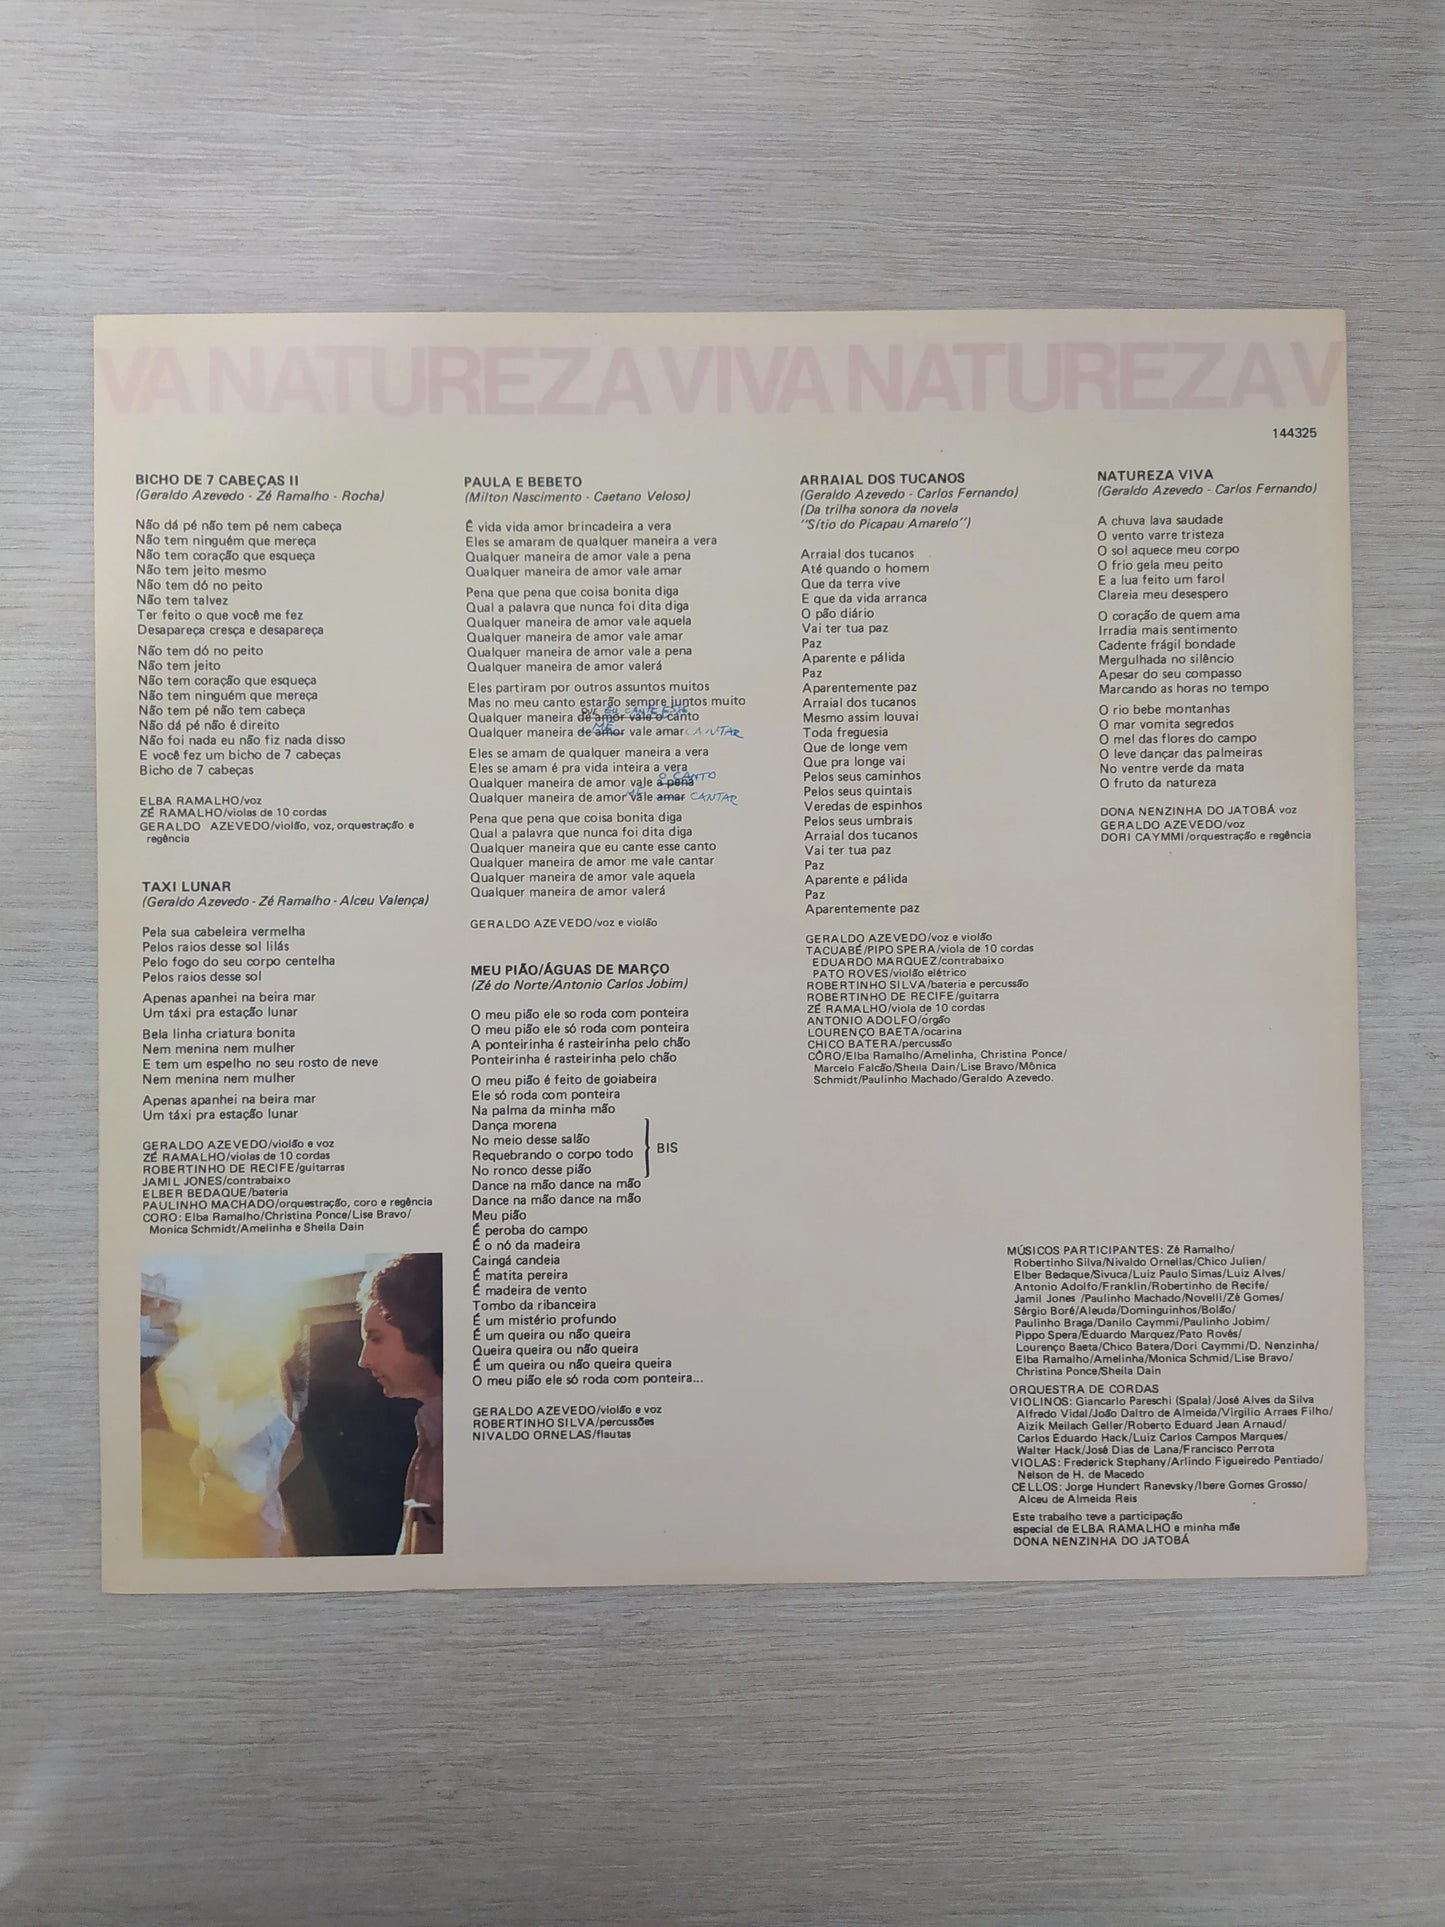 VA NATUREZA VIVA NATUREZA V
144325
BICHO DE 7 CABEÇAS II
(Geraldo Azevedo - Zé Ramalho - Rocha)
Não dá pé não tem pé nem cabeça
Não tem ninguém que mereça
Não tem coração que esqueça
Não tem jeito mesmo
Não tem dó no peito
Não tem talvez
Ter feito o que você me fez
Desapareça cresça e desapareça
Não tem dó no peito
Não tem jeito
Não tem coração que esqueça
Não tem ninguém que mereça
Não tem pé não tem cabeça
Não dá pé não é direito
Não foi nada eu não fiz nada disso
E você fez um bicho de 7 cabeças
Bicho de 7 cabeças
ELBA RAMALHO/voz
ZÉ RAMALHO/violas de 10 cordas
GERALDO AZEVEDO/violão, voz, orquestração e
regência
TAXI LUNAR
(Geraldo Azevedo - Zé Ramalho - Alceu Valença)
Pela sua cabeleira vermelha
Pelos raios desse sol lilás
Pelo fogo do seu corpo centelha
Pelos raios desse sol
Apenas apanhei na beira mar
Um táxi pra estação lunar
Bela linha criatura bonita
Nem menina nem mulher
E tem um espelho no seu rosto de neve
Nem menina nem mulher
Apenas apanhei na beira mar
Um táxi pra estação lunar
GERALDO AZEVEDO/violão e voz
ZÉ RAMALHO/violas de 10 cordas
ROBERTINHO DE RECIFE/guitarras
JAMIL JONES/contrabaixo
ELBER BEDAQUE/bateria
PAULINHO MACHADO/orquestração, coro e regência
CORO: Elba Ramalho/Christina Ponce/Lise Bravo/
Monica Schmidt/Amelinha e Sheila Dain
PAULA E BEBETO
(Milton Nascimento - Caetano Veloso)
Ê vida vida amor brincadeira a vera
Eles se amaram de qualquer maneira a vera
Qualquer maneira de amor vale a pena
Qualquer maneira de amor vale amar
Pena que pena que coisa bonita diga
Qual a palavra que nunca foi dita diga
Qualquer maneira de amor vale aquela
Qualquer maneira de amor vale amar
Qualquer maneira de amor vale a pena
Qualquer maneira de amor valerá
Eles partiram por outros assuntos muitos
Mas no meu canto estarão sempre juntos muito
QUE EU CANTE ESSE
Qualquer maneira de amor vale o canto
ME
Qualquer maneira de amor vale amar CANTAR
Eles se amam de qualquer maneira a vera
Eles se amam é pra vida inteira a vera
O CANTO
Qualquer maneira de amor vale a pena
ME
Qualquer maneira de amor vale amar CANTAR
Pena que pena que coisa bonita diga
Qual a palavra que nunca foi dita diga
Qualquer maneira que eu cante esse canto
Qualquer maneira de amor me vale cantar
Qualquer maneira de amor vale aquela
Qualquer maneira de amor valerá
GERALDO AZEVEDO/voz e violão
MEU PIÃO/ÁGUAS DE MARÇO
(Zé do Norte/Antonio Carlos Jobim)
O meu pião ele so roda com ponteira
O meu pião ele só roda com ponteira
A ponteirinha é rasteirinha pelo chão
Ponteirinha é rasteirinha pelo chão
O meu pião é feito de goiabeira
Ele só roda com ponteira
Na palma da minha mão
Dança morena
No meio desse salão
Requebrando o corpo todo
No ronco desse pião
BIS
Dance na mão dance na mão
Dance na mão dance na mão
Meu pião
É peroba do campo
É o nó da madeira
Caingá candeia
É matita pereira
É madeira de vento
Tombo da ribanceira
É um mistério profundo
É um queira ou não queira
Queira queira ou não queira
É um queira ou não queira queira
O meu pião ele só roda com ponteira...
GERALDO AZEVEDO/violão e voz
ROBERTINHO SILVA/percussões
NIVALDO ORNELAS/flautas
ARRAIAL DOS TUCANOS
(Geraldo Azevedo - Carlos Fernando)
(Da trilha sonora da novela
"Sítio do Picapau Amarelo")
Arraial dos tucanos
Até quando o homem
Que da terra vive
E que da vida arranca
O pão diário
Vai ter tua paz
Paz
Aparente e pálida
Paz
Aparentemente paz
Arraial dos tucanos
Mesmo assim louvai
Toda freguesia
Que de longe vem
Que pra longe vai
Pelos seus caminhos
Pelos seus quintais
Veredas de espinhos
Pelos seus umbrais
Arraial dos tucanos
Vai ter tua paz
Paz
Aparente e pálida
Paz
Aparentemente paz
GERALDO AZEVEDO/voz e violão
TACUABÉ/PIPO SPERA/viola de 10 cordas
EDUARDO MARQUEZ/contrabaixo
PATO ROVES/violão elétrico
ROBERTINHO SILVA/bateria e percussão
ROBERTINHO DE RECIFE/guitarra
ZÉ RAMALHO/viola de 10 cordas
ANTONIO ADOLFO/órgão
LOURENÇO BAETA/ocarina
CHICO BATERA/percussão
CÔRO/Elba Ramalho/Amelinha, Christina Ponce/
Marcelo Falcão/Sheila Dain/Lise Bravo/Mônica
Schmidt/Paulinho Machado/Geraldo Azevedo.
NATUREZA VIVA
(Geraldo Azevedo - Carlos Fernando)
A chuva lava saudade
O vento varre tristeza
O sol aquece meu corpo
O frio gela meu peito
E a lua feito um farol
Clareia meu desespero
O coração de quem ama
Irradia mais sentimento
Cadente frágil bondade
Mergulhada no silêncio
Apesar do seu compasso
Marcando as horas no tempo
O rio bebe montanhas
O mar vomita segredos
O mel das flores do campo
O leve dançar das palmeiras
No ventre verde da mata
O fruto da natureza
DONA NENZINHA DO JATOBÁ voz
GERALDO AZEVEDO/voz
DORI CAYMMI/orquestração e regência
MÚSICOS PARTICIPANTES: Zé Ramalho/
Robertinho Silva/Nivaldo Ornellas/Chico Julien/
Elber Bedaque/Sivuca/Luiz Paulo Simas/Luiz Alves/
Antonio Adolfo/Franklin/Robertinho de Recife/
Jamil Jones /Paulinho Machado/Novelli/Zé Gomes/
Sérgio Boré/Aleuda/Dominguinhos/Bolão/
Paulinho Braga/Danilo Caymmi/Paulinho Jobim/
Pippo Spera/Eduardo Marquez/Pato Rovés/
Lourenço Baeta/Chico Batera/Dori Caymmi/D. Nenzinha/
Elba Ramalho/Amelinha/Monica Schmid/Lise Bravo/
Christina Ponce/Sheila Dain
ORQUESTRA DE CORDAS
VIOLINOS: Giancarlo Pareschi (Spala)/José Alves da Silva
Alfredo Vidal/João Daltro de Almeida/Virgílio Arraes Filho/
Aizik Meilach Geller/Roberto Eduard Jean Arnaud/
Carlos Eduardo Hack/Luiz Carlos Campos Marques/
Walter Hack/José Dias de Lana/Francisco Perrota
VIOLAS: Frederick Stephany/Arlindo Figueiredo Pentiado/
Nelson de H. de Macedo
CELLOS: Jorge Hundert Ranevsky/Ibere Gomes Grosso/
Alceu de Almeida Reis
Este trabalho teve a participação
especial de ELBA RAMALHO e minha mãe
DONA NENZINHA DO JATOBÁ